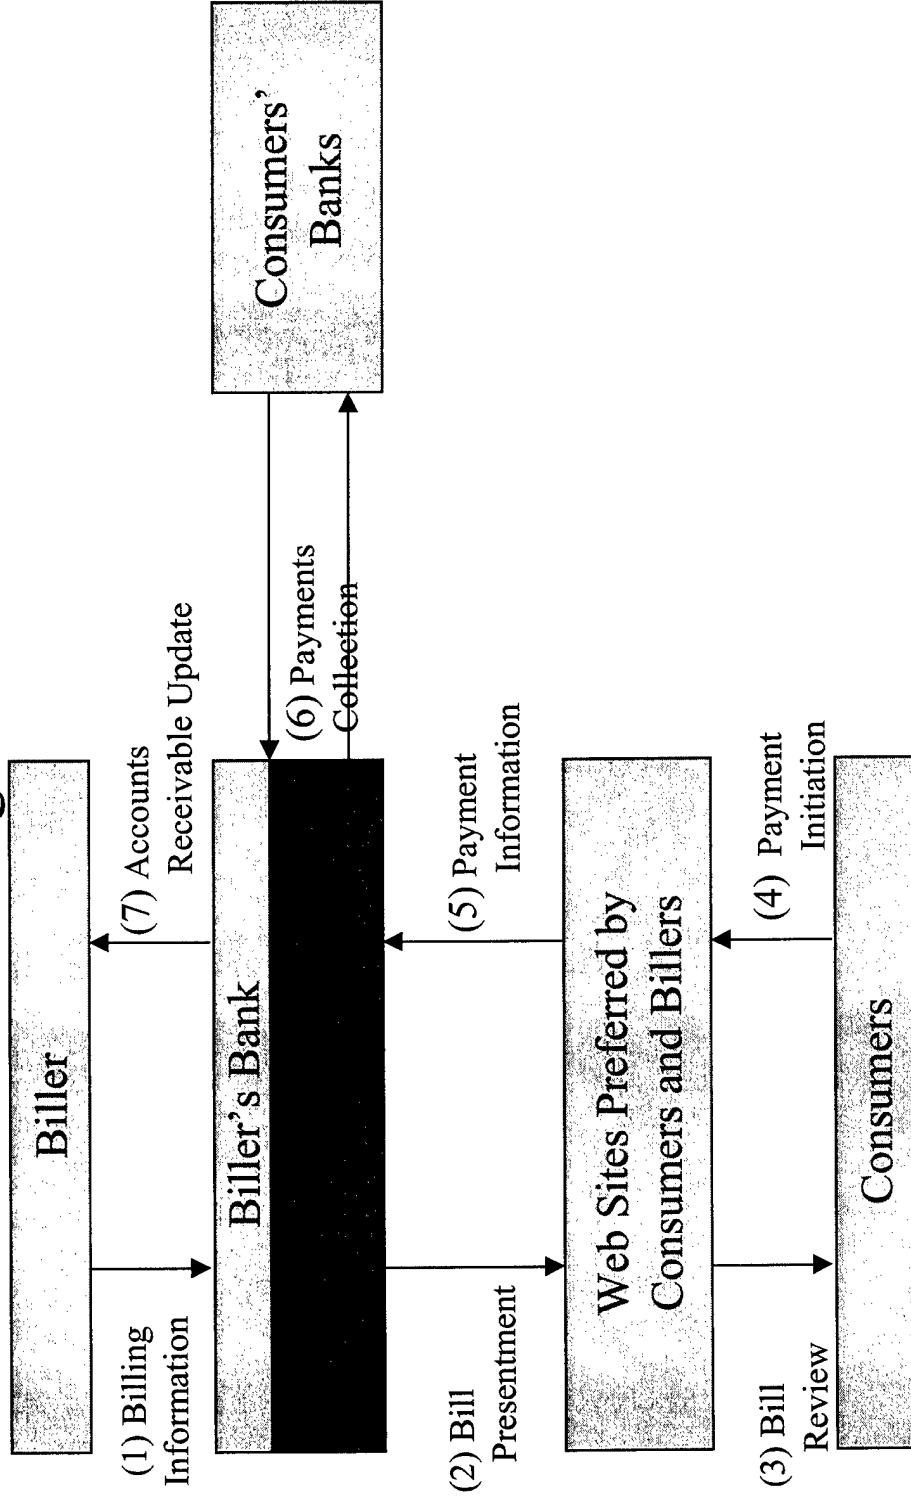 Biller
(1) Billing
Information
(7) Accounts
Receivable Update
Biller's Bank
(6) Payments
Collection
Consumers'
Banks
(2) Bill
Presentment
(5) Payment
Information
Web Sites Preferred by
Consumers and Billers
(3) Bill
Review
(4) Payment
Initiation
Consumers